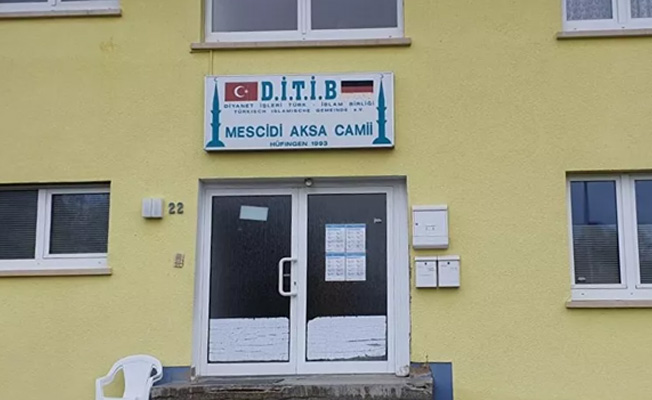 D.İ.T.İ.B
DİYANET İŞLERİ TÜRK - İSLAM BİRLİĞİ
TÜRKISCH ISLAMISCHE GEMEINDE e.V.
MESCİDİ AKSA CAMİİ
HÜFINGEN 1993
22